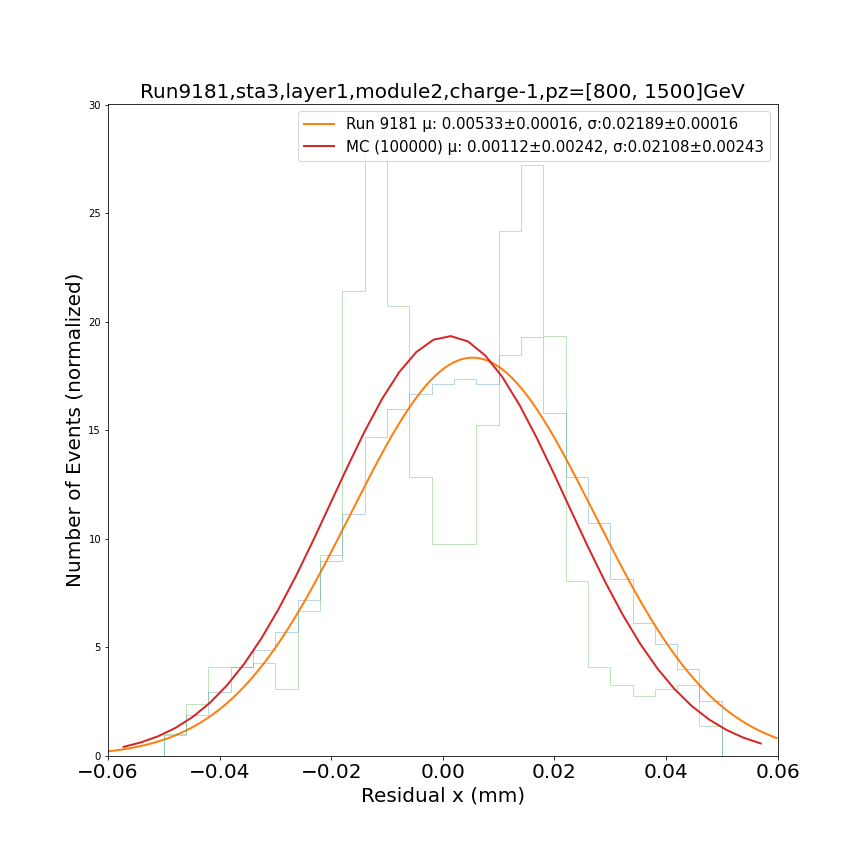 Run9181,sta3,layer1,module2,charge-1,pz=[800, 1500]GeV
Run 9181 μ: 0.00533±0.00016, σ:0.02189±0.00016
MC (100000) μ: 0.00112±0.00242, σ:0.02108±0.00243
Number of Events (normalized)
30
25
20
15
10
5
0
−0.06 −0.04 −0.02 0.00 0.02 0.04 0.06
Residual x (mm)